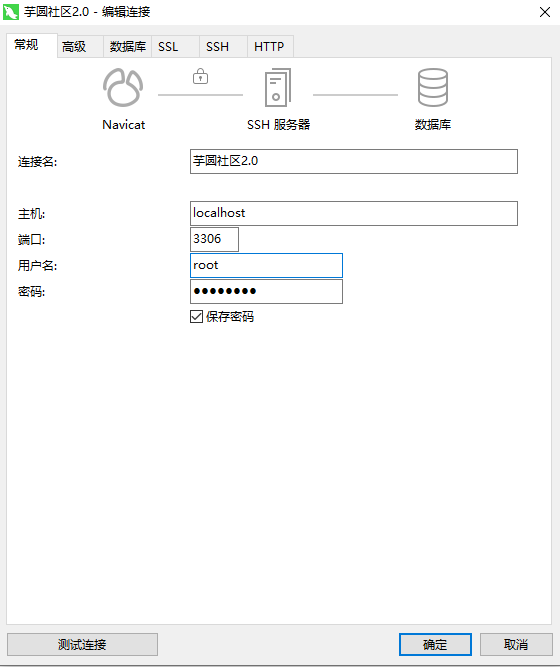 芋圆社区2.0 - 编辑连接
常规 高级 数据库 SSL SSH HTTP
Navicat SSH 服务器 数据库
连接名: 芋圆社区2.0
主机: localhost
端口: 3306
用户名: root
密码: ●●●●●●●●
保存密码
测试连接 确定 取消